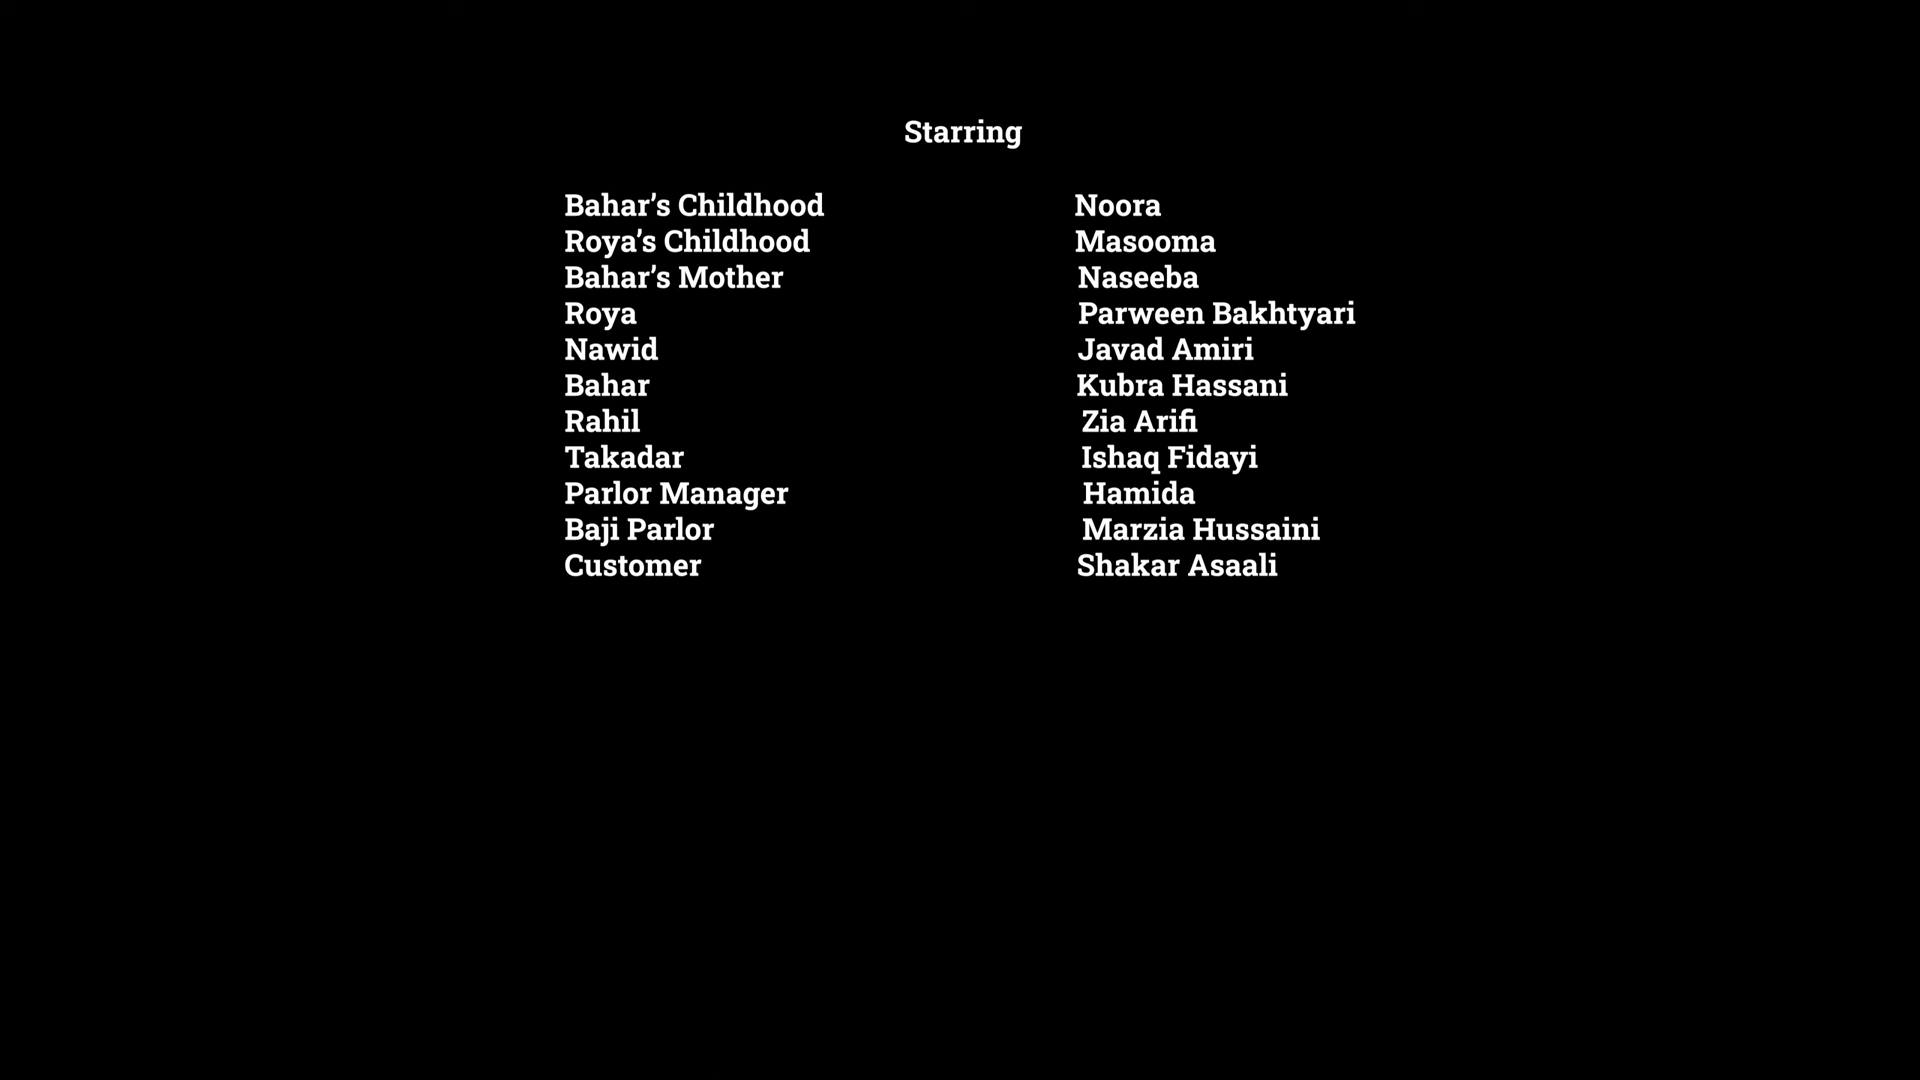 Starring
Bahar’s Childhood Noora
Roya’s Childhood Masooma
Bahar’s Mother Naseeba
Roya Parween Bakhtyari
Nawid Javad Amiri
Bahar Kubra Hassani
Rahil Zia Arifi
Takadar Ishaq Fidayi
Parlor Manager Hamida
Baji Parlor Marzia Hussaini
Customer Shakar Asaali